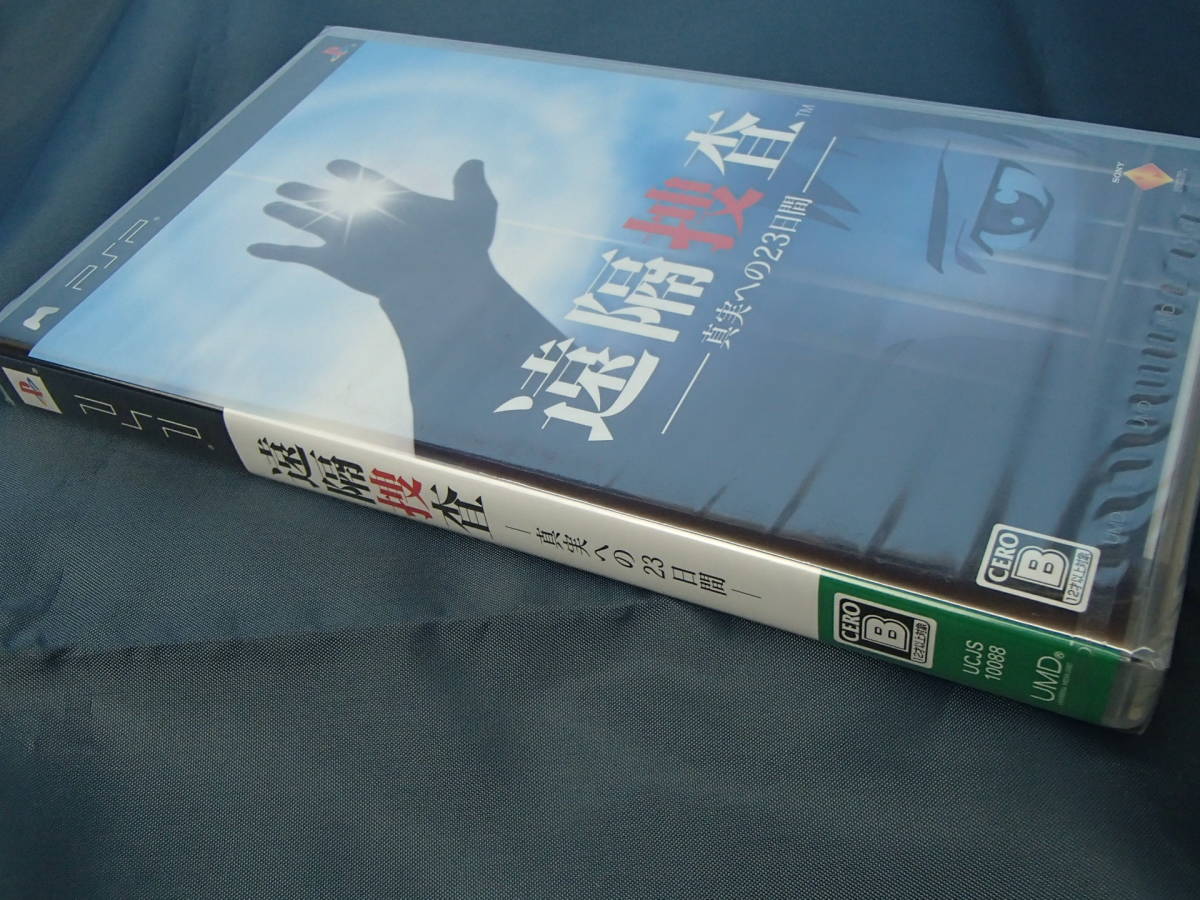 PSP
遠隔捜査™
真実への23日間
SONY
CERO
B
12才以上対象
PSP®
遠隔捜査
真実への23日間
CERO
B
12才以上対象
UCJS
10088
UMD®